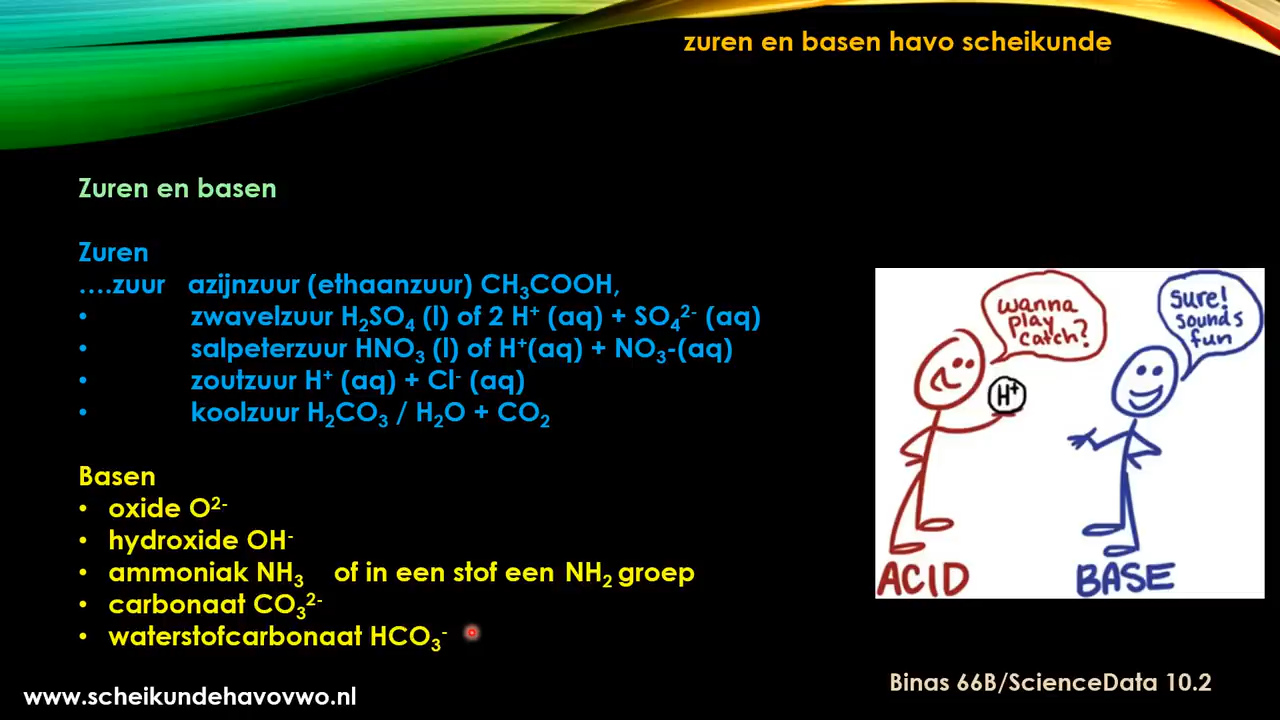 zuren en basen havo scheikunde
Zuren en basen
Zuren
....zuur azijnzuur (ethaanzuur) CH₃COOH,
• zwavelzuur H₂SO₄ (l) of 2 H⁺ (aq) + SO₄²⁻ (aq)
• salpeterzuur HNO₃ (l) of H⁺(aq) + NO₃-(aq)
• zoutzuur H⁺ (aq) + Cl⁻ (aq)
• koolzuur H₂CO₃ / H₂O + CO₂
Basen
• oxide O²⁻
• hydroxide OH⁻
• ammoniak NH₃ of in een stof een NH₂ groep
• carbonaat CO₃²⁻
• waterstofcarbonaat HCO₃⁻
wanna
play
catch?
Sure!
sounds
fun
H⁺
ACID
BASE
Binas 66B/ScienceData 10.2
www.scheikundehavovwo.nl